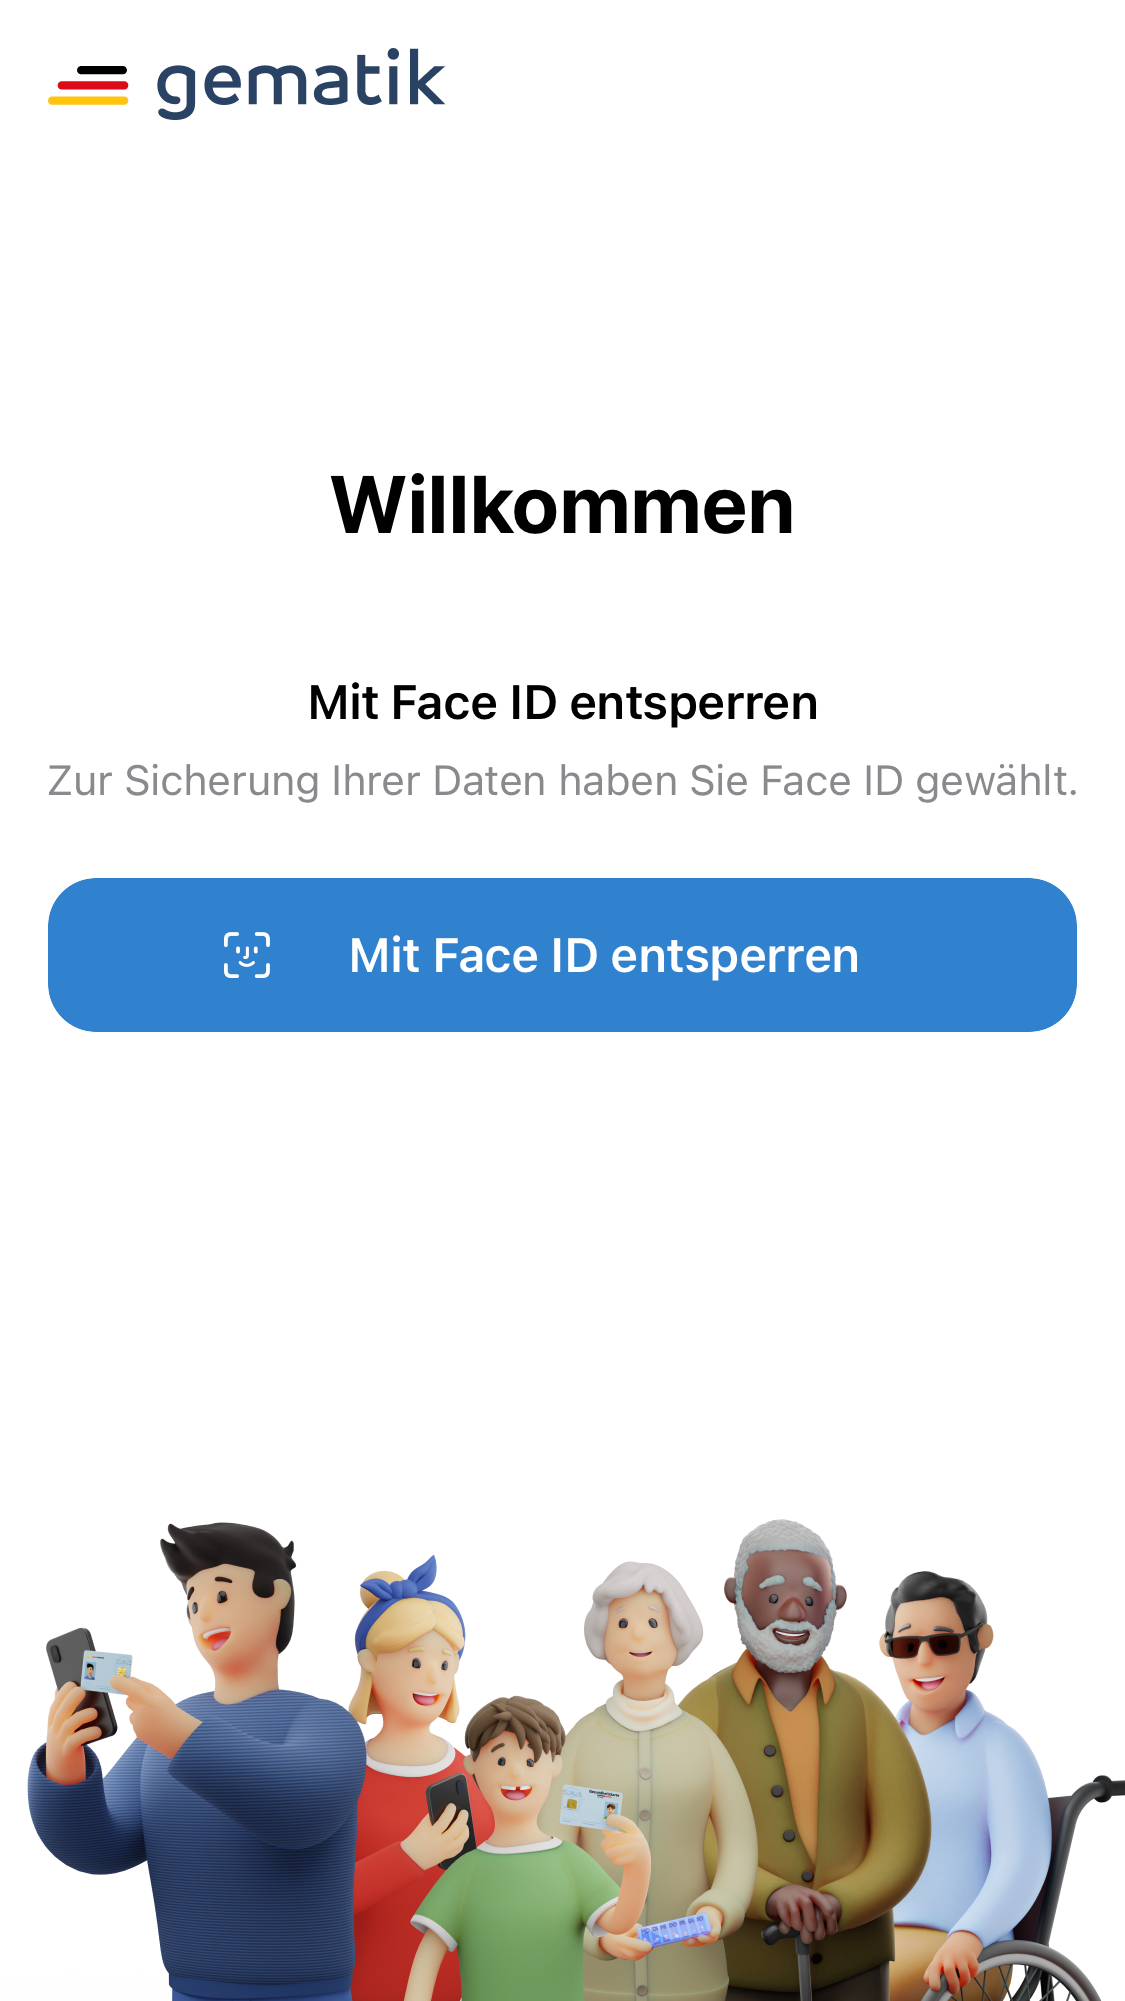 gematik
Willkommen
Mit Face ID entsperren
Zur Sicherung Ihrer Daten haben Sie Face ID gewählt.
Mit Face ID entsperren